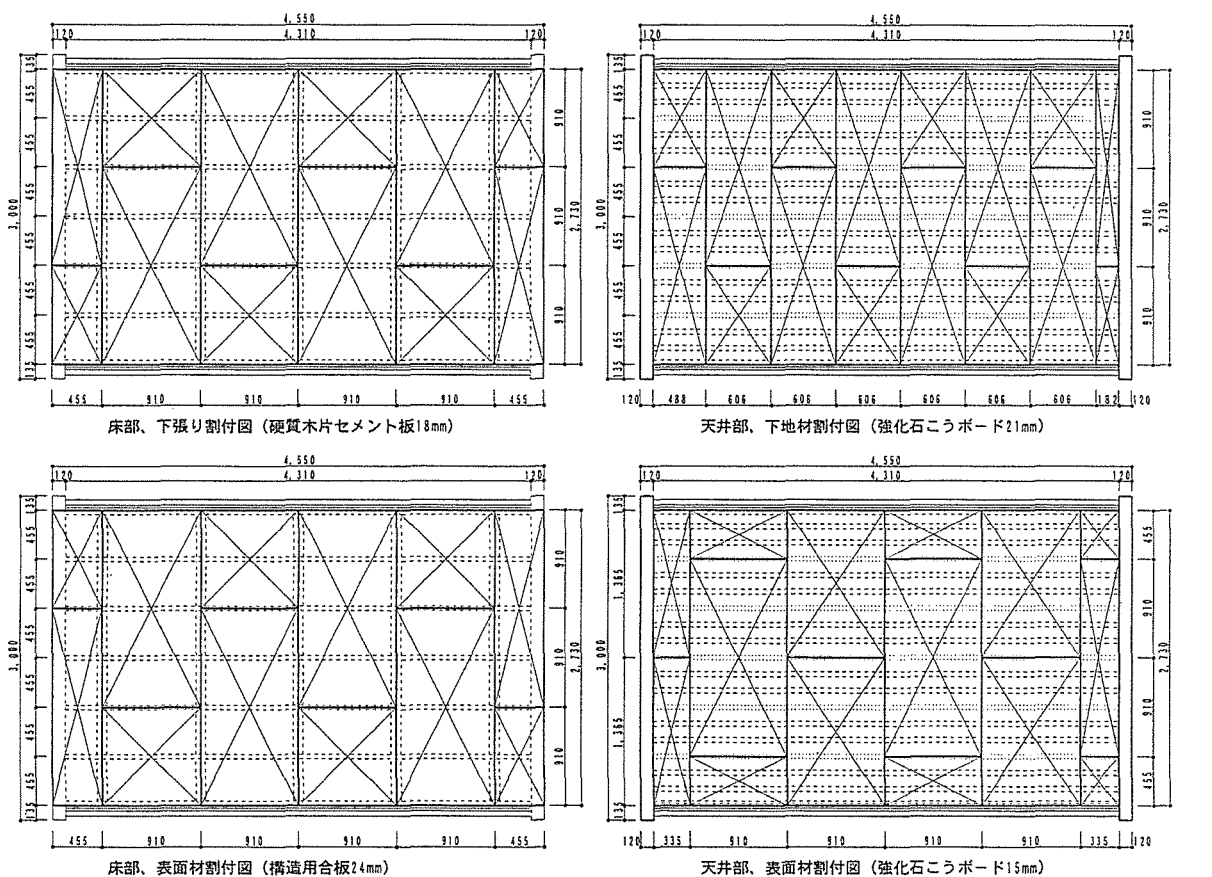 4,550
120 4,310 120
135 455 455 455 455 455 455 135
3,000
910 910 910
2,730
455 910 910 910 910 455
床部、下張り割付図（硬質木片セメント板18mm）
4,550
120 4,310 120
135 455 455 455 455 455 455 135
3,000
910 910 910
2,730
120 488 606 606 606 606 606 606 182 120
天井部、下地材割付図（強化石こうボード21mm）
4,550
120 4,310 120
135 455 455 455 455 455 455 135
3,000
910 910 910
2,730
455 910 910 910 910 455
床部、表面材割付図（構造用合板24mm）
4,550
120 4,310 120
135 1,365 1,365 135
3,000
455 910 910 455
2,730
120 335 910 910 910 910 335 120
天井部、表面材割付図（強化石こうボード15mm）